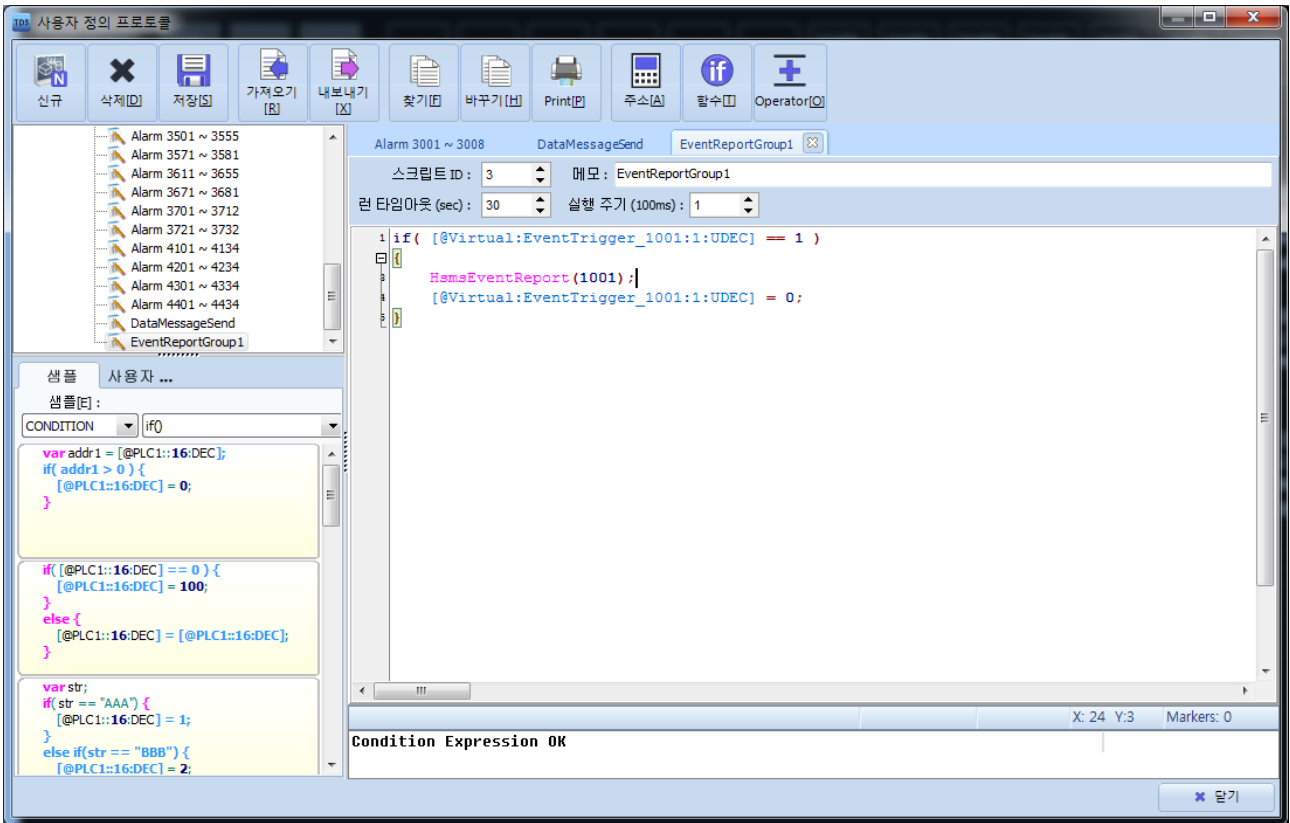 TDS 사용자 정의 프로토콜
신규
삭제[D]
저장[S]
가져오기
[R]
내보내기
[X]
찾기[F]
바꾸기[H]
Print[P]
주소[A]
함수[T]
Operator[O]
Alarm 3501 ~ 3555
Alarm 3571 ~ 3581
Alarm 3611 ~ 3655
Alarm 3671 ~ 3681
Alarm 3701 ~ 3712
Alarm 3721 ~ 3732
Alarm 4101 ~ 4134
Alarm 4201 ~ 4234
Alarm 4301 ~ 4334
Alarm 4401 ~ 4434
DataMessageSend
EventReportGroup1
샘플 사용자 ...
샘플[E] :
CONDITION if()
var addr1 = [@PLC1::16:DEC];
if( addr1 > 0 ) {
[@PLC1::16:DEC] = 0;
}
if( [@PLC1::16:DEC] == 0 ) {
[@PLC1::16:DEC] = 100;
}
else {
[@PLC1::16:DEC] = [@PLC1::16:DEC];
}
var str;
if( str == "AAA") {
[@PLC1::16:DEC] = 1;
}
else if(str == "BBB") {
[@PLC1::16:DEC] = 2;
Alarm 3001 ~ 3008 DataMessageSend EventReportGroup1
스크립트 ID : 3 메모 : EventReportGroup1
런 타임아웃 (sec) : 30 실행 주기 (100ms) : 1
1 if( [@Virtual:EventTrigger_1001:1:UDEC] == 1 )
{
3 HsmsEventReport(1001);
4 [@Virtual:EventTrigger_1001:1:UDEC] = 0;
5 }
X: 24 Y:3 Markers: 0
Condition Expression OK
닫기